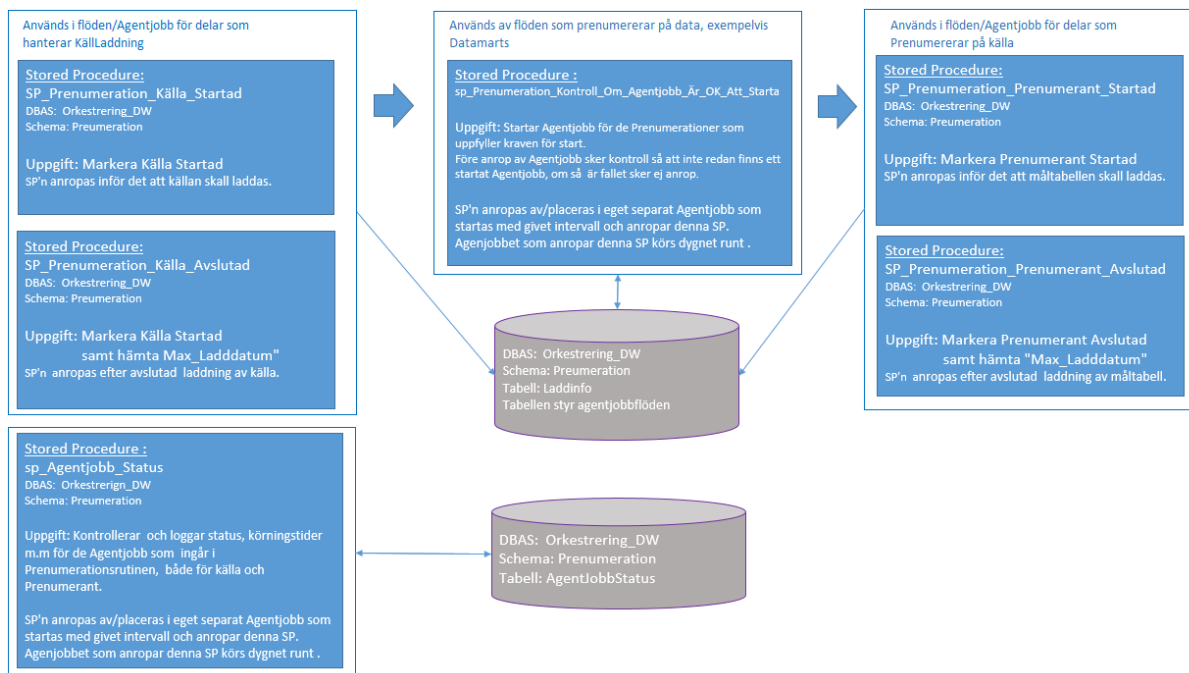 Används i flöden/Agentjobb för delar som
hanterar KällLaddning
Stored Procedure:
SP_Prenumeration_Källa_Startad
DBAS:  Orkestrering_DW
Schema: Preumeration
Uppgift: Markera Källa Startad
SP'n anropas inför det att källan skall laddas.
Stored Procedure:
SP_Prenumeration_Källa_Avslutad
DBAS:  Orkestrering_DW
Schema: Preumeration
Uppgift: Markera Källa Startad
samt hämta Max_Ladddatum"
SP'n  anropas efter avslutad  laddning av källa.
Används av flöden som prenumererar på data, exempelvis
Datamarts
Stored Procedure :
sp_Prenumeration_Kontroll_Om_Agentjobb_Är_OK_Att_Starta
Uppgift: Startar Agentjobb för de Prenumerationer som
uppfyller kraven för start.
Före anrop av Agentjobb sker kontroll så att inte redan finns ett
startat Agentjobb, om så  är fallet sker ej anrop.
SP'n anropas av/placeras i eget separat Agentjobb som
startas med givet intervall och anropar denna SP.
Agenjobbet som anropar denna SP körs dygnet runt .
Används i flöden/Agentjobb för delar som
Prenumererar på källa
Stored Procedure:
SP_Prenumeration_Prenumerant_Startad
DBAS:  Orkestrering_DW
Schema: Preumeration
Uppgift: Markera Prenumerant Startad
SP'n anropas inför det att måltabellen skall laddas.
Stored Procedure:
SP_Prenumeration_Prenumerant_Avslutad
DBAS:  Orkestrering_DW
Schema: Preumeration
Uppgift: Markera Prenumerant Avslutad
samt hämta "Max_Ladddatum"
SP'n  anropas efter avslutad  laddning av måltabell.
DBAS:  Orkestrering_DW
Schema: Preumeration
Tabell: Laddinfo
Tabellen styr agentjobbflöden
Stored Procedure :
sp_Agentjobb_Status
DBAS:  Orkestrerign_DW
Schema: Preumeration
Uppgift: Kontrollerar  och loggar status, körningstider
m.m för de Agentjobb som  ingår i
Prenumerationsrutinen,  både för källa och
Prenumerant.
SP'n anropas av/placeras i eget separat Agentjobb som
startas med givet intervall och anropar denna SP.
Agenjobbet som anropar denna SP körs dygnet runt .
DBAS:  Orkestrering_DW
Schema: Prenumeration
Tabell: AgentJobbStatus